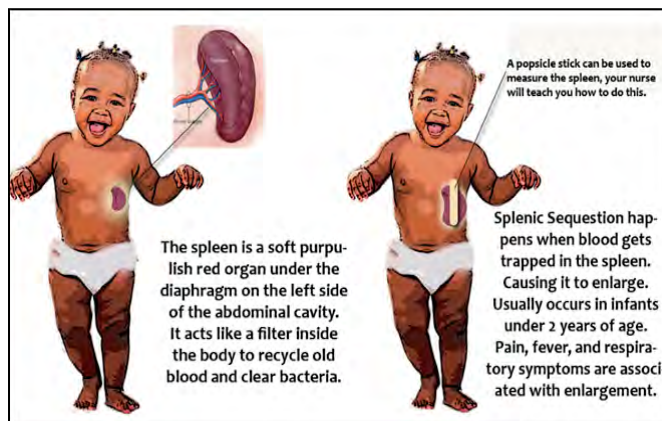 The spleen is a soft purpu-
lish red organ under the
diaphragm on the left side
of the abdominal cavity.
It acts like a filter inside
the body to recycle old
blood and clear bacteria.
A popsicle stick can be used to
measure the spleen, your nurse
will teach you how to do this.
Splenic Sequestion hap-
pens when blood gets
trapped in the spleen.
Causing it to enlarge.
Usually occurs in infants
under 2 years of age.
Pain, fever, and respira-
tory symptoms are associ
ated with enlargement.